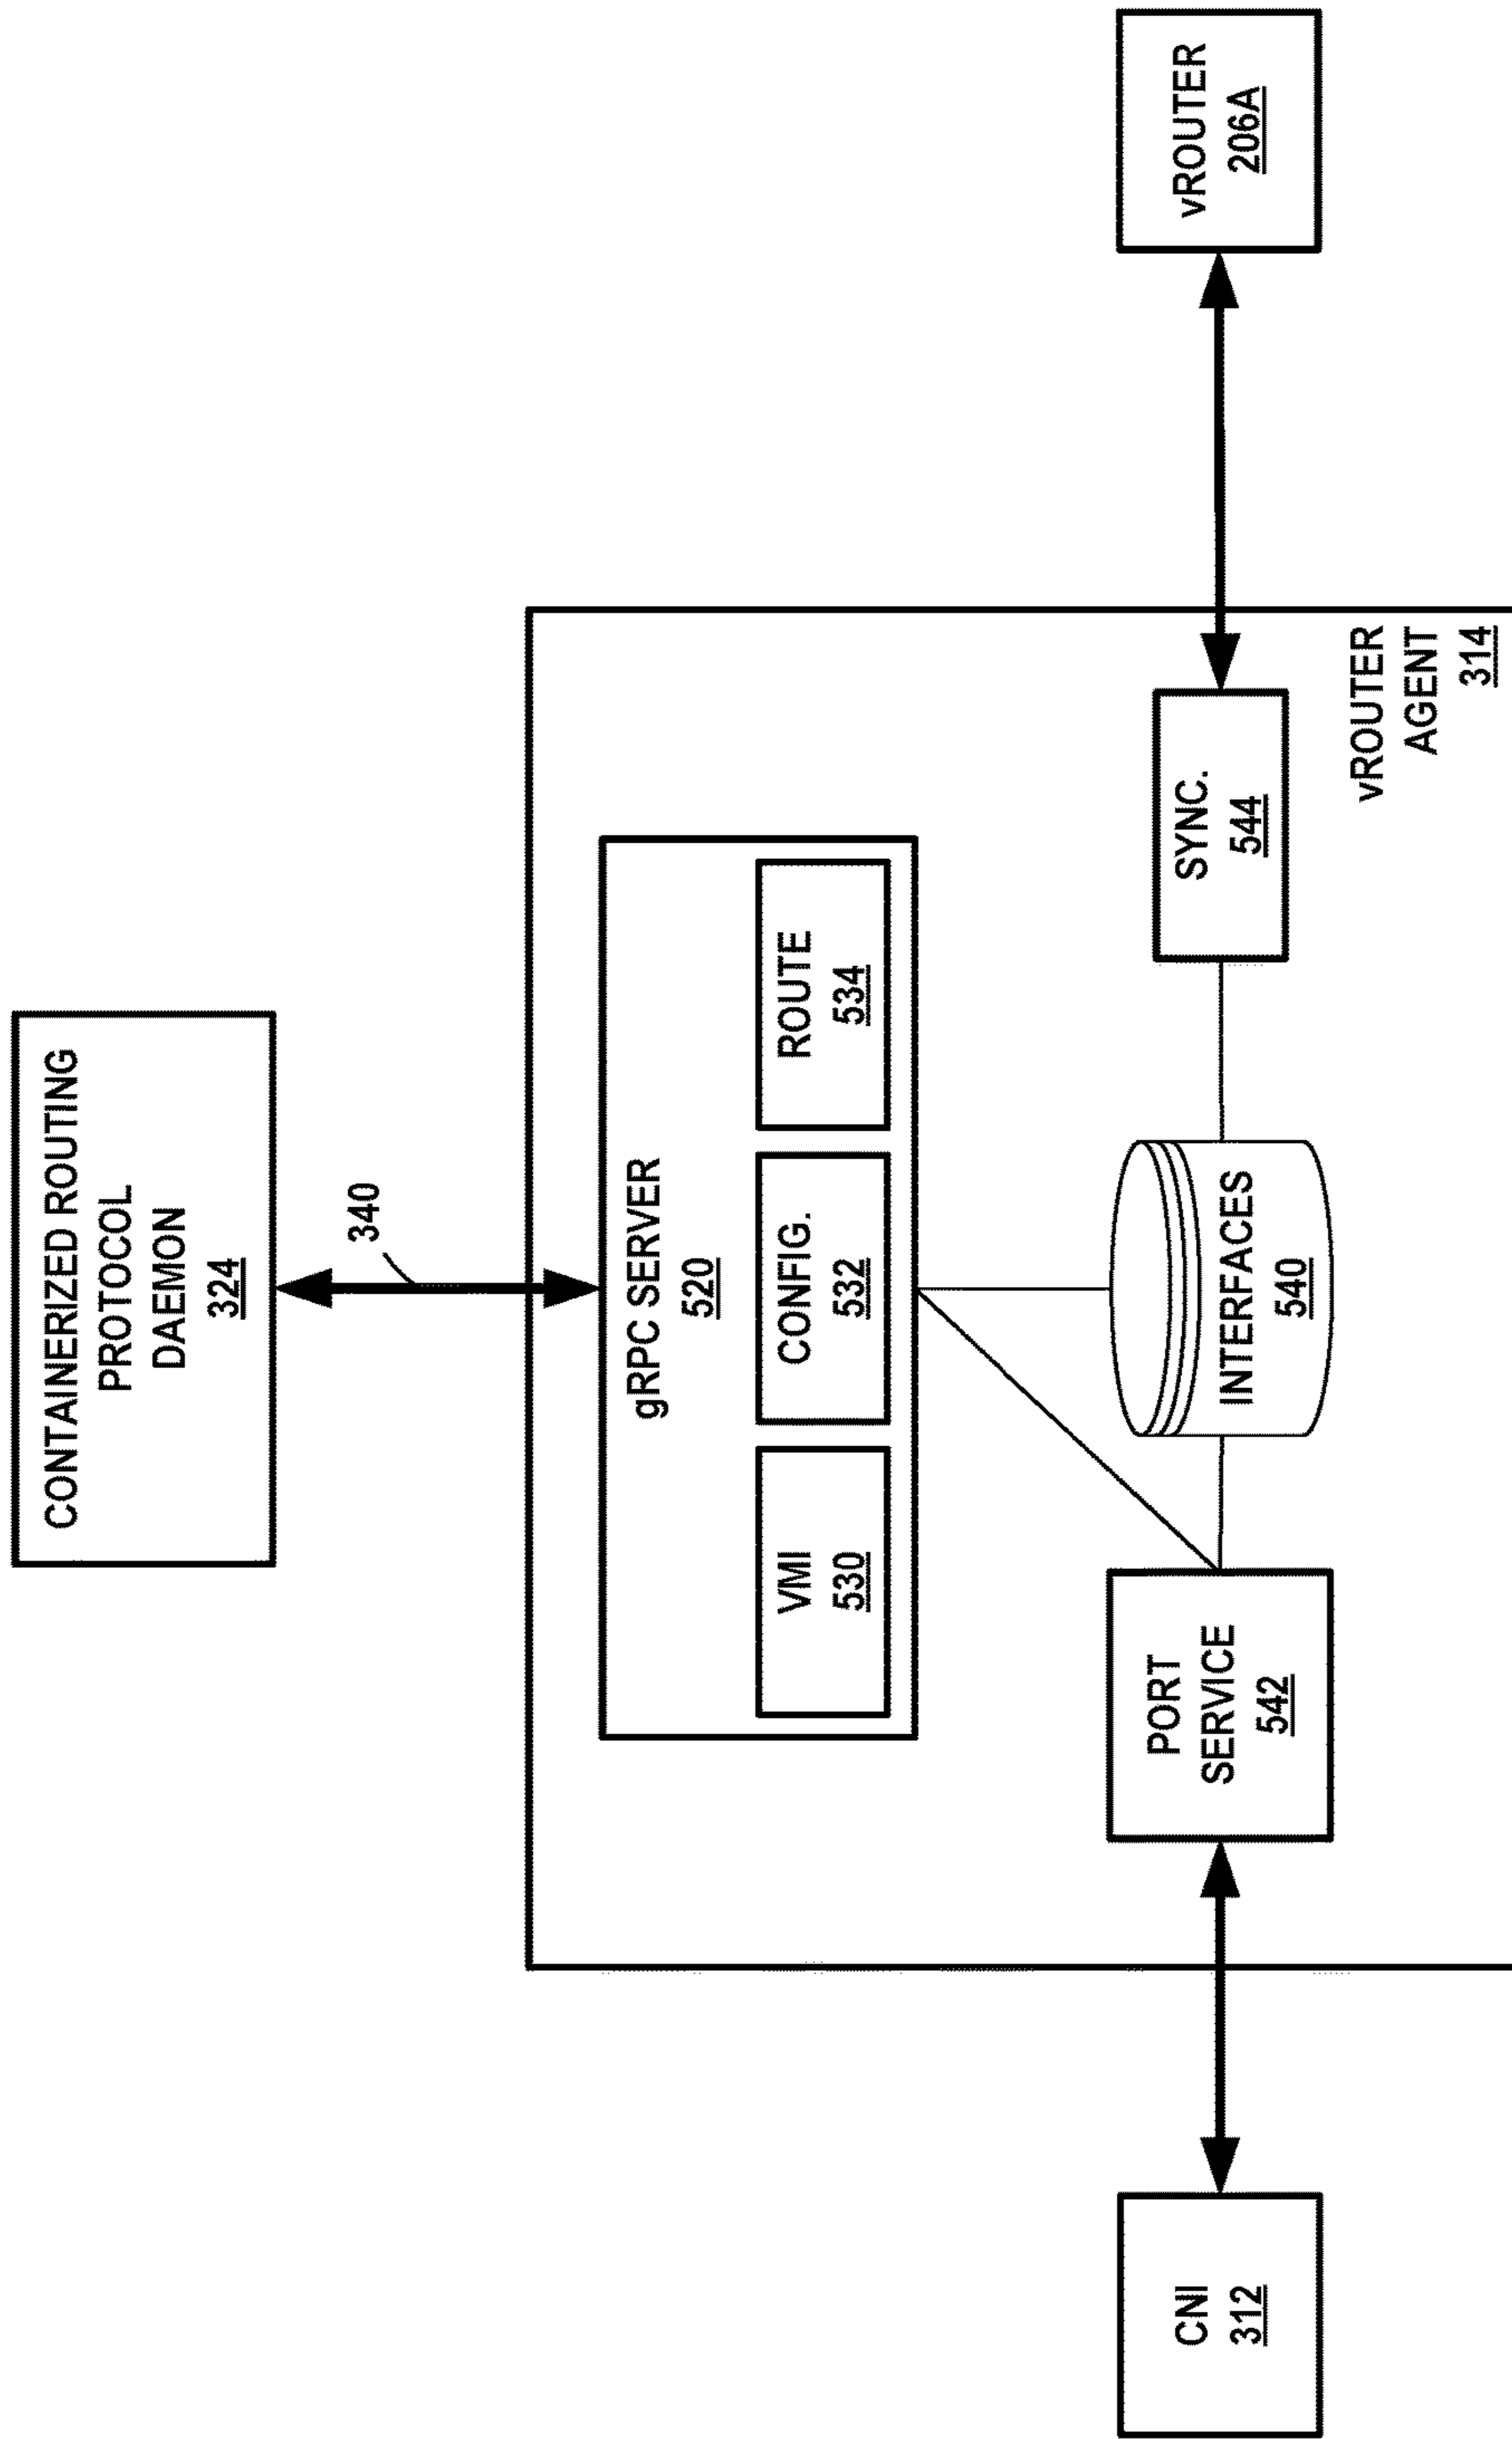 CONTAINERIZED ROUTING
PROTOCOL
DAEMON
324
340
gRPC SERVER
520
VMI
530
CONFIG.
532
ROUTE
534
CNI
312
PORT
SERVICE
542
INTERFACES
540
SYNC.
544
vROUTER
206A
vROUTER
AGENT
314